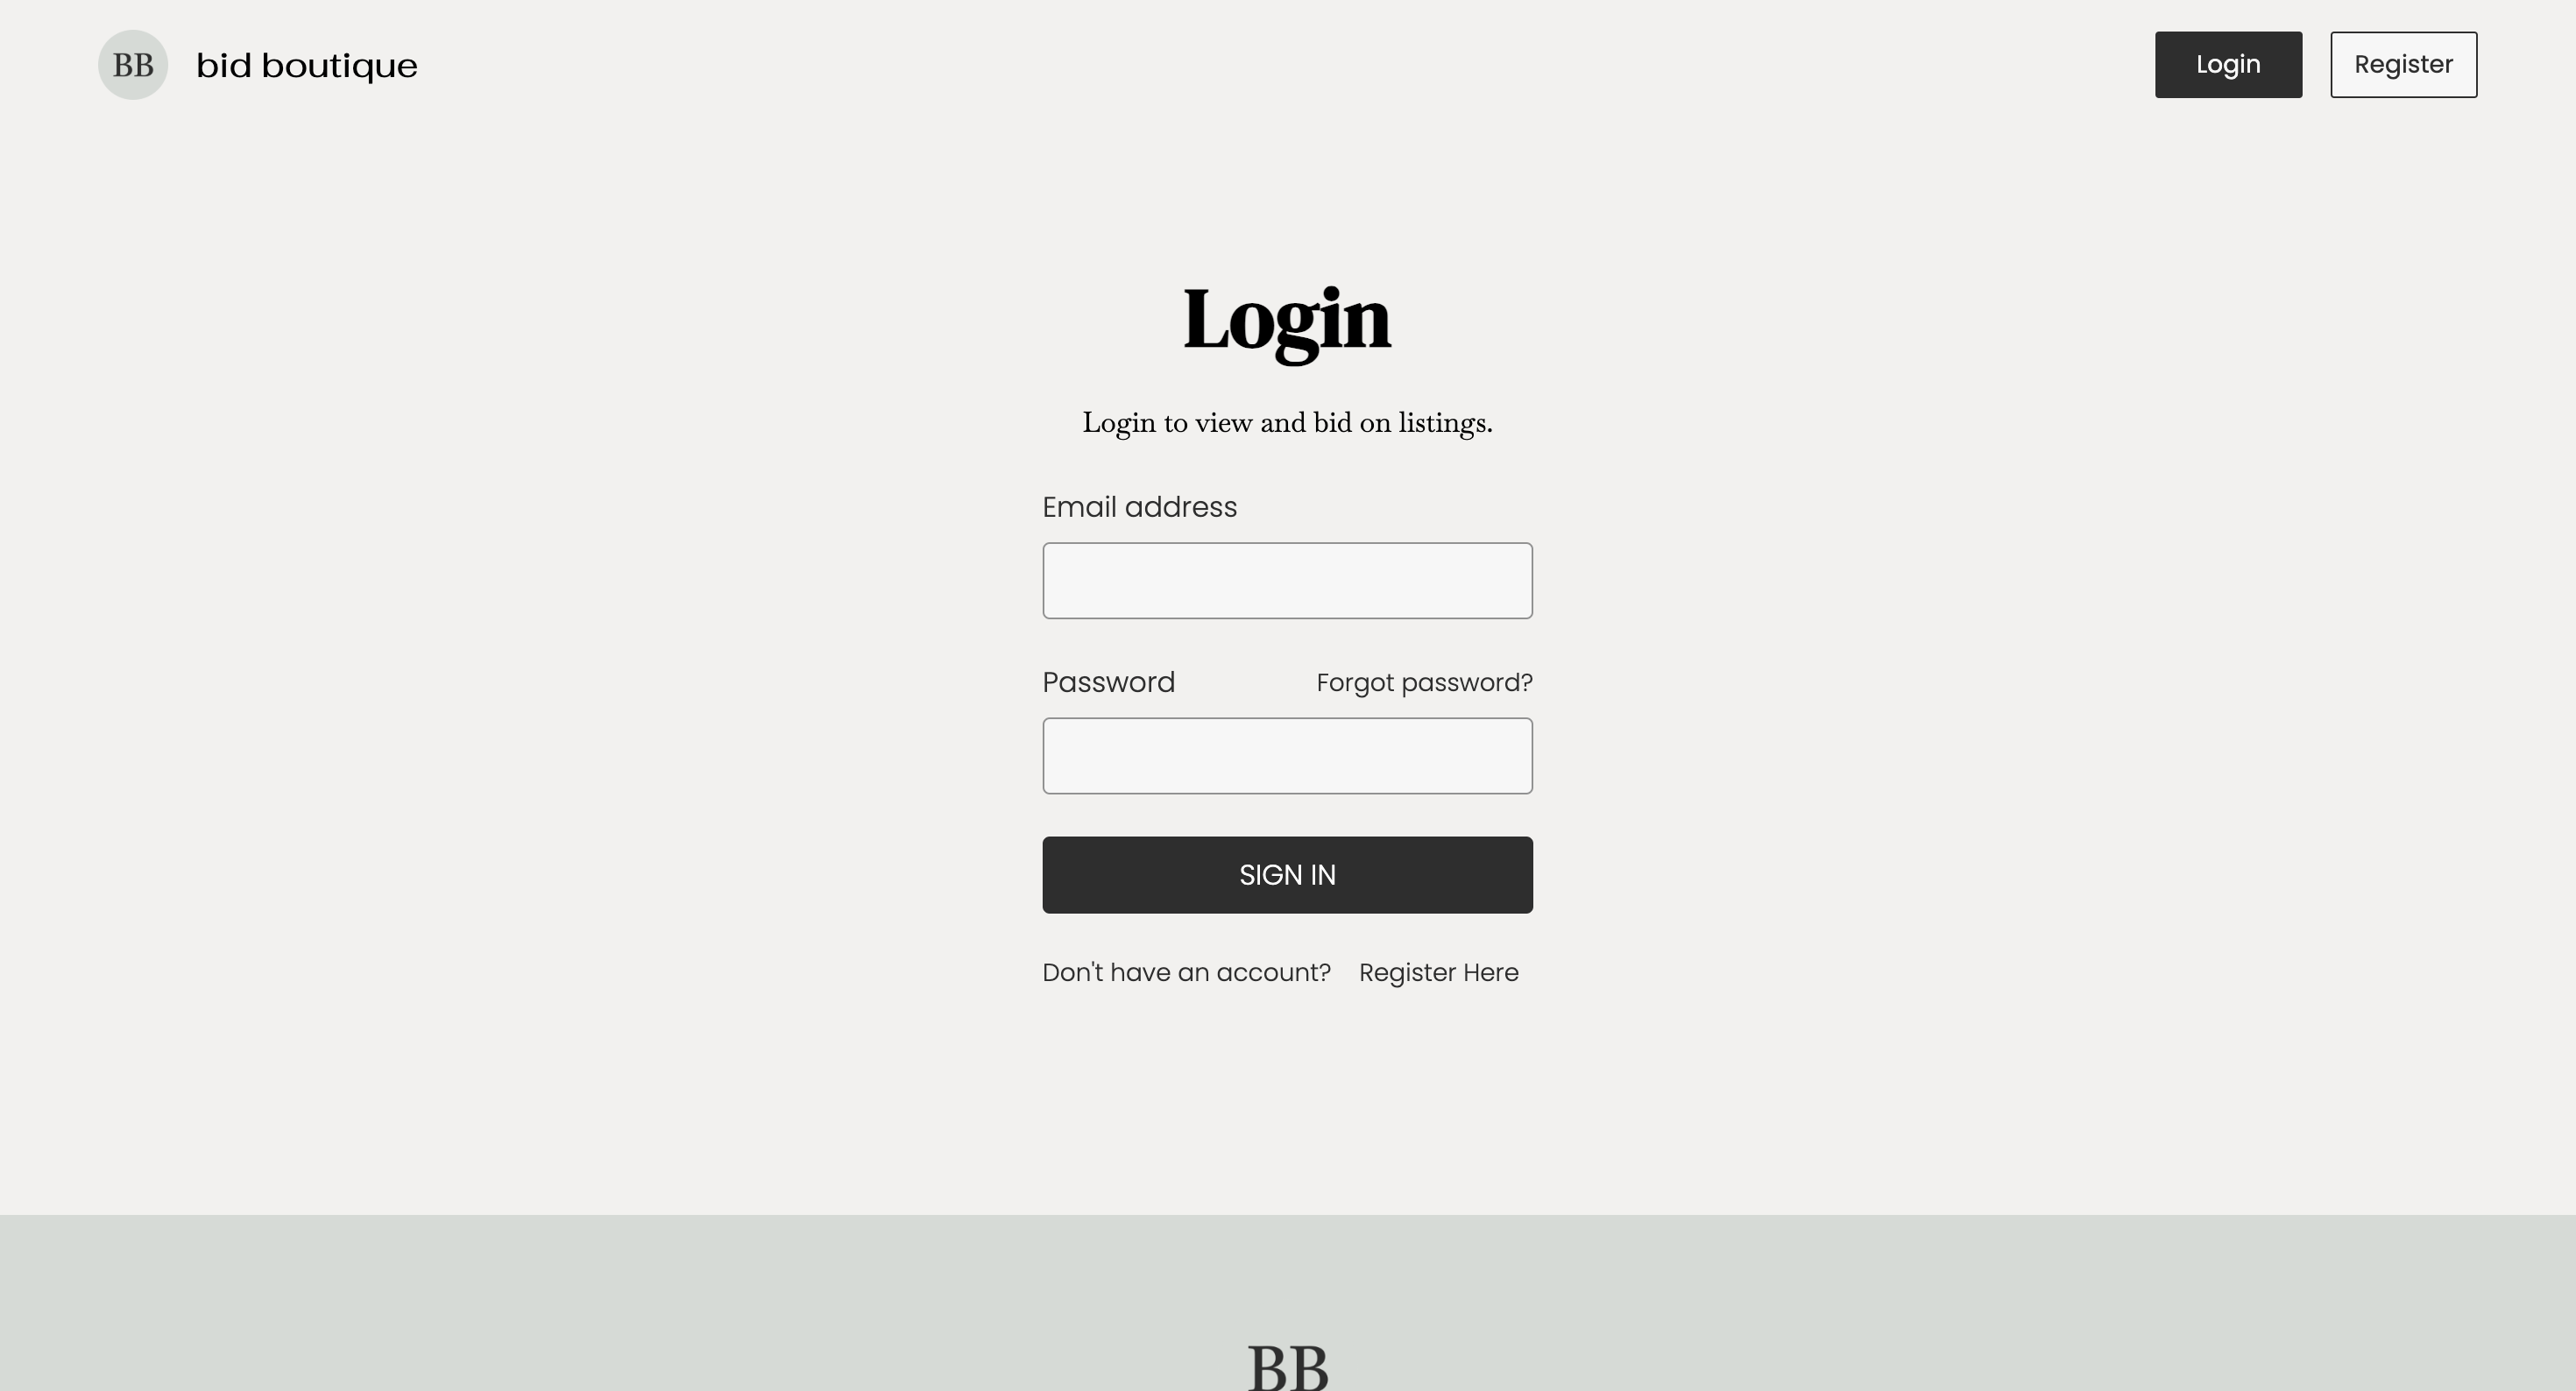 BB bid boutique Login Register
Login
Login to view and bid on listings.
Email address
Password Forgot password?
SIGN IN
Don't have an account? Register Here
BB